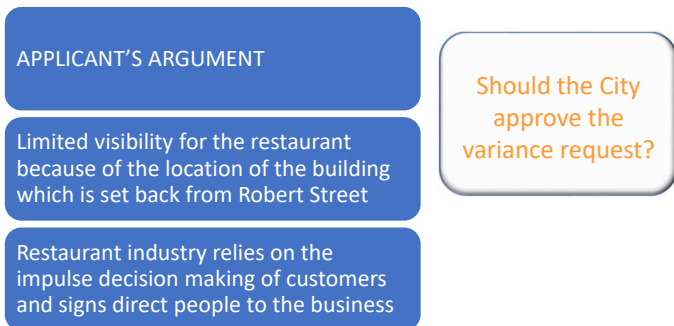 APPLICANT’S ARGUMENT
Limited visibility for the restaurant
because of the location of the building
which is set back from Robert Street
Restaurant industry relies on the
impulse decision making of customers
and signs direct people to the business
Should the City
approve the
variance request?